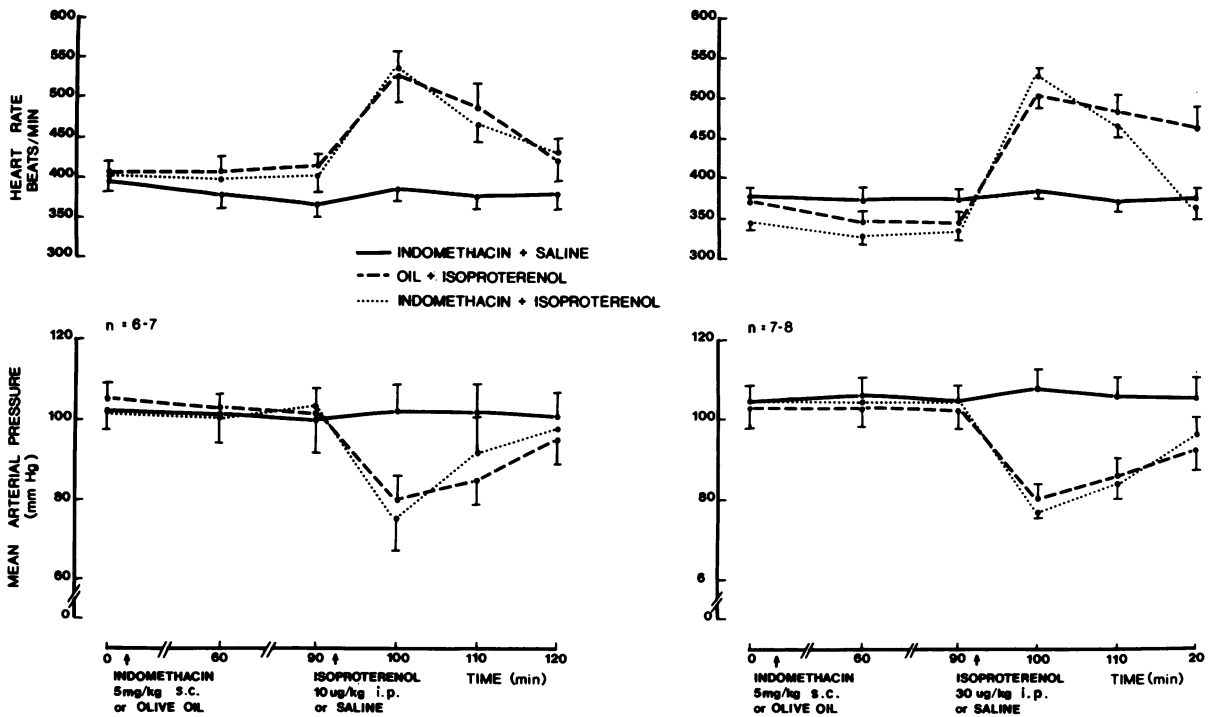 600
550
500
450
400
350
300
HEART RATE
BEATS/MIN
600
550
500
450
400
350
300
INDOMETHACIN + SALINE
OIL + ISOPROTERENOL
INDOMETHACIN + ISOPROTERENOL
n = 6-7
120
100
80
60
0
MEAN ARTERIAL PRESSURE
(mm Hg)
n = 7-8
120
100
80
6
0
0 60 90 100 110 120
INDOMETHACIN
5mg/kg s.c.
or OLIVE OIL
ISOPROTERENOL
10 ug/kg i.p.
or SALINE
TIME (min)
0 60 90 100 110 20
INDOMETHACIN
5mg/kg s.c.
or OLIVE OIL
ISOPROTERENOL
30 ug/kg i.p.
or SALINE
TIME (min)